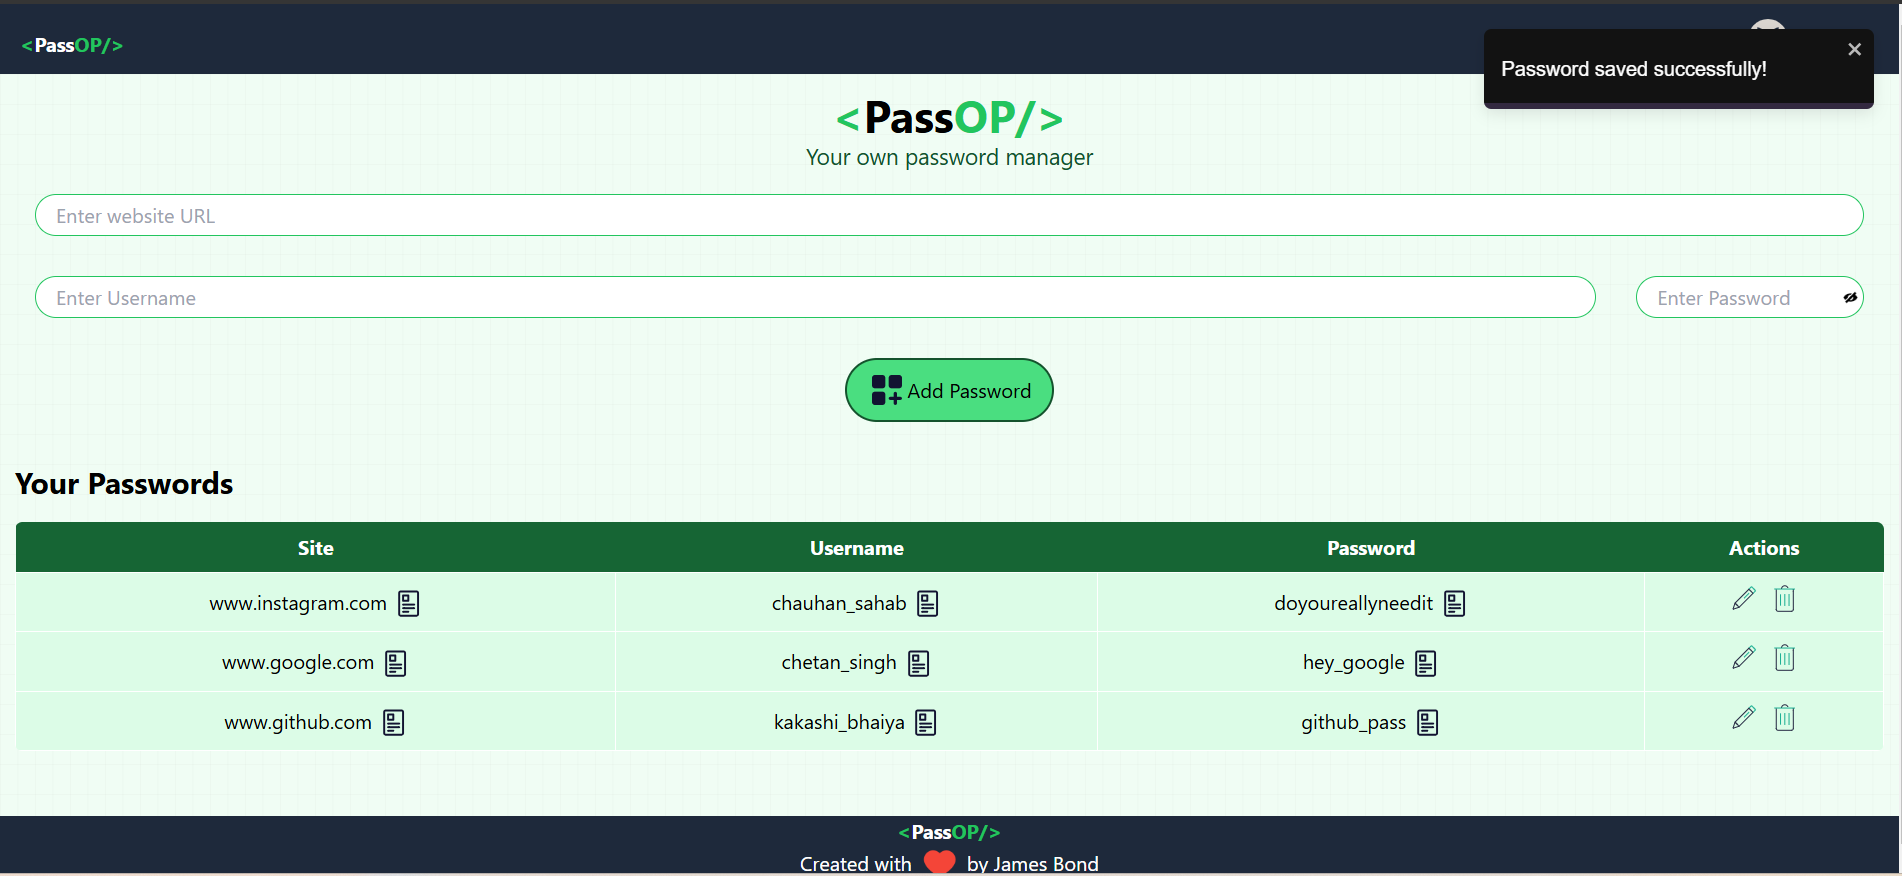 <PassOP/>
Password saved successfully!
<PassOP/>
Your own password manager
Enter website URL
Enter Username
Enter Password
Add Password
Your Passwords
Site Username Password Actions
www.instagram.com chauhan_sahab doyoureallyneedit
www.google.com chetan_singh hey_google
www.github.com kakashi_bhaiya github_pass
<PassOP/>
Created with by James Bond